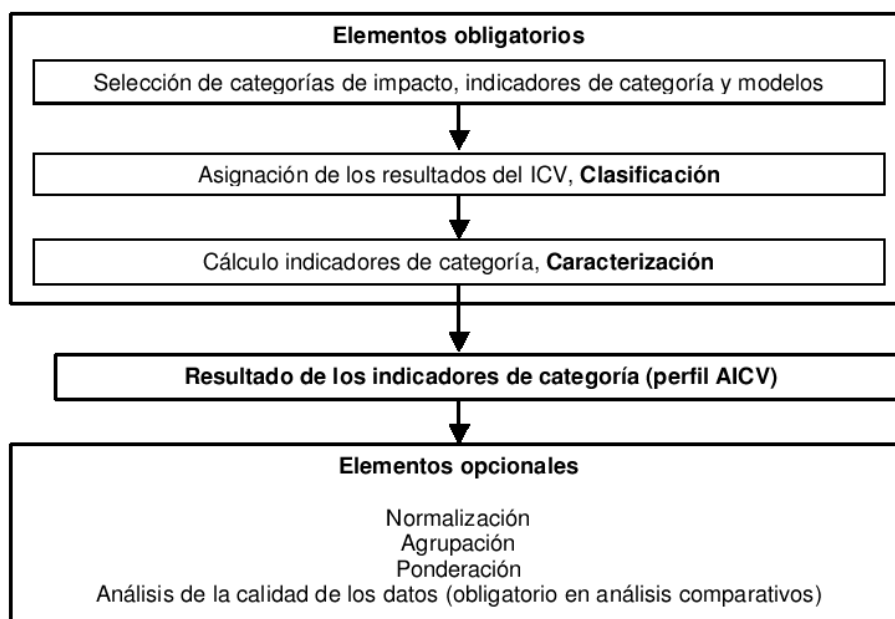 Elementos obligatorios
Selección de categorías de impacto, indicadores de categoría y modelos
Asignación de los resultados del ICV, Clasificación
Cálculo indicadores de categoría, Caracterización
Resultado de los indicadores de categoría (perfil AICV)
Elementos opcionales
Normalización
Agrupación
Ponderación
Análisis de la calidad de los datos (obligatorio en análisis comparativos)